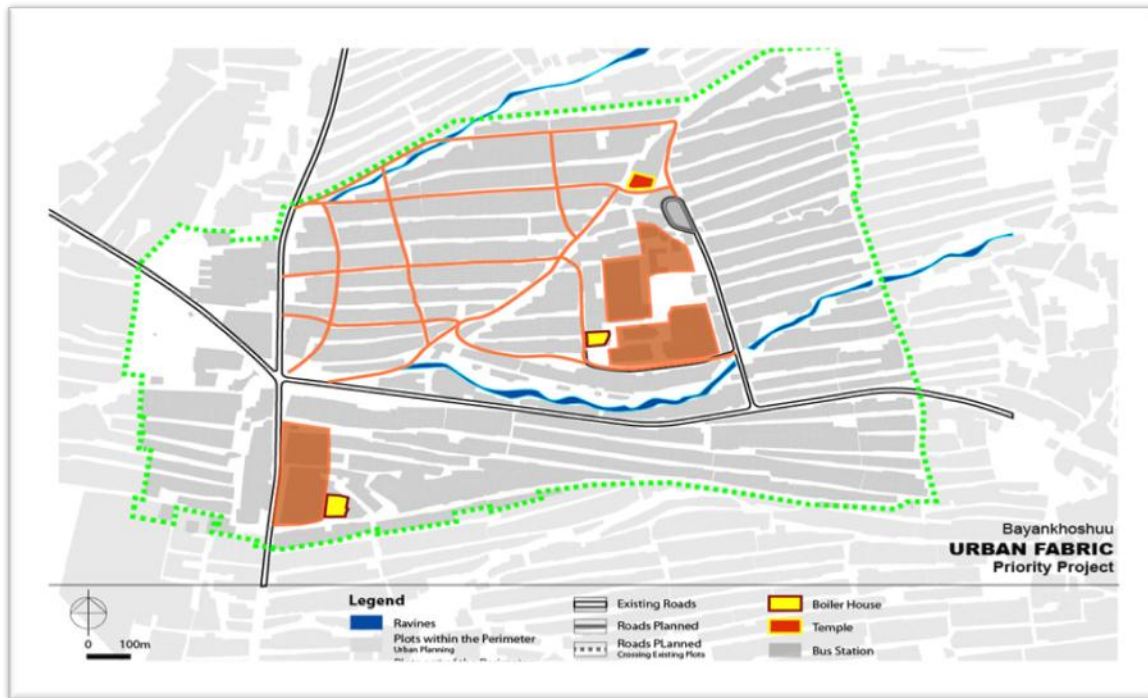 Bayankhoshuu
URBAN FABRIC
Priority Project
Legend
Ravines
Plots within the Perimeter
Urban Planning
Existing Roads
Roads Planned
Roads PLanned
Crossing Existing Plots
Boiler House
Temple
Bus Station
0 100m